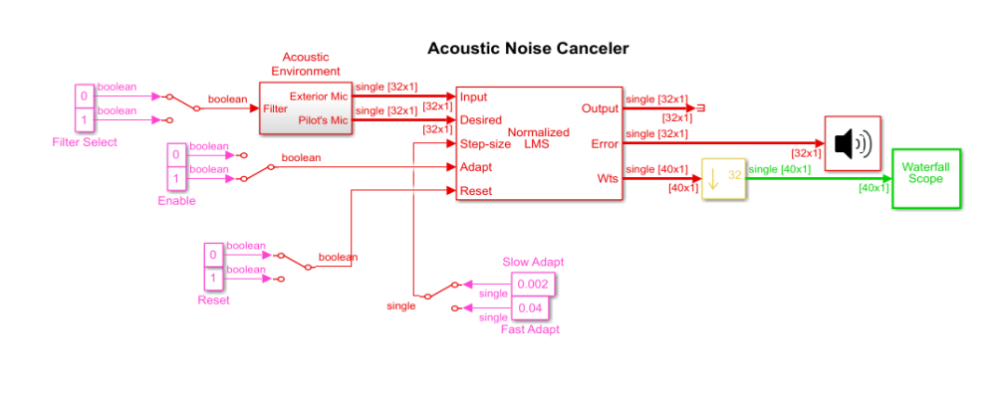 Acoustic Noise Canceler
Acoustic
Environment
boolean
0
boolean
1
Filter Select
boolean
Filter
Exterior Mic
Pilot's Mic
single [32x1]
[32x1]
single [32x1]
[32x1]
Input
Desired
Step-size
Adapt
Reset
Normalized
LMS
Output
Error
Wts
single [32x1]
[32x1]
single [32x1]
[32x1]
single [40x1]
[40x1]
32
single [40x1]
[40x1]
Waterfall
Scope
boolean
0
boolean
1
Enable
boolean
boolean
0
boolean
1
Reset
boolean
Slow Adapt
0.002
single
0.04
single
Fast Adapt
single